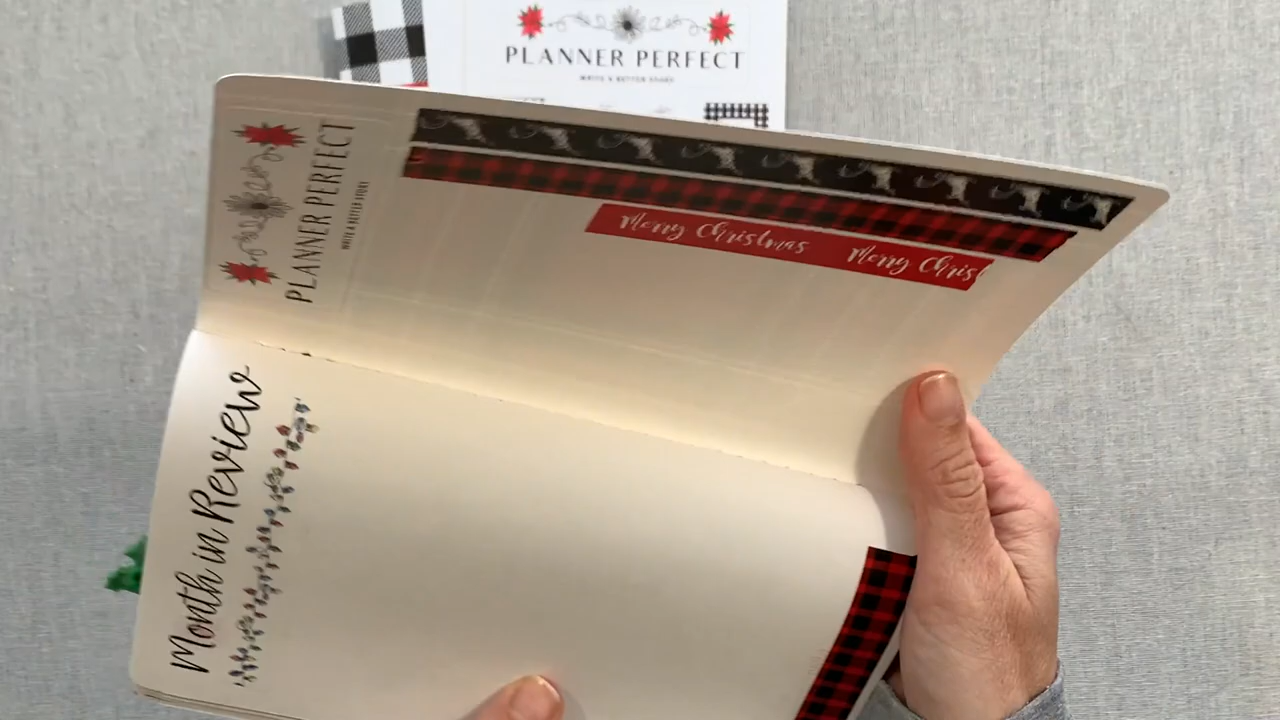 PLANNER PERFECT
WRITE A BETTER STORY
PLANNER PERFECT
WRITE A BETTER STORY
Merry Christmas Merry Chris
Month in Review